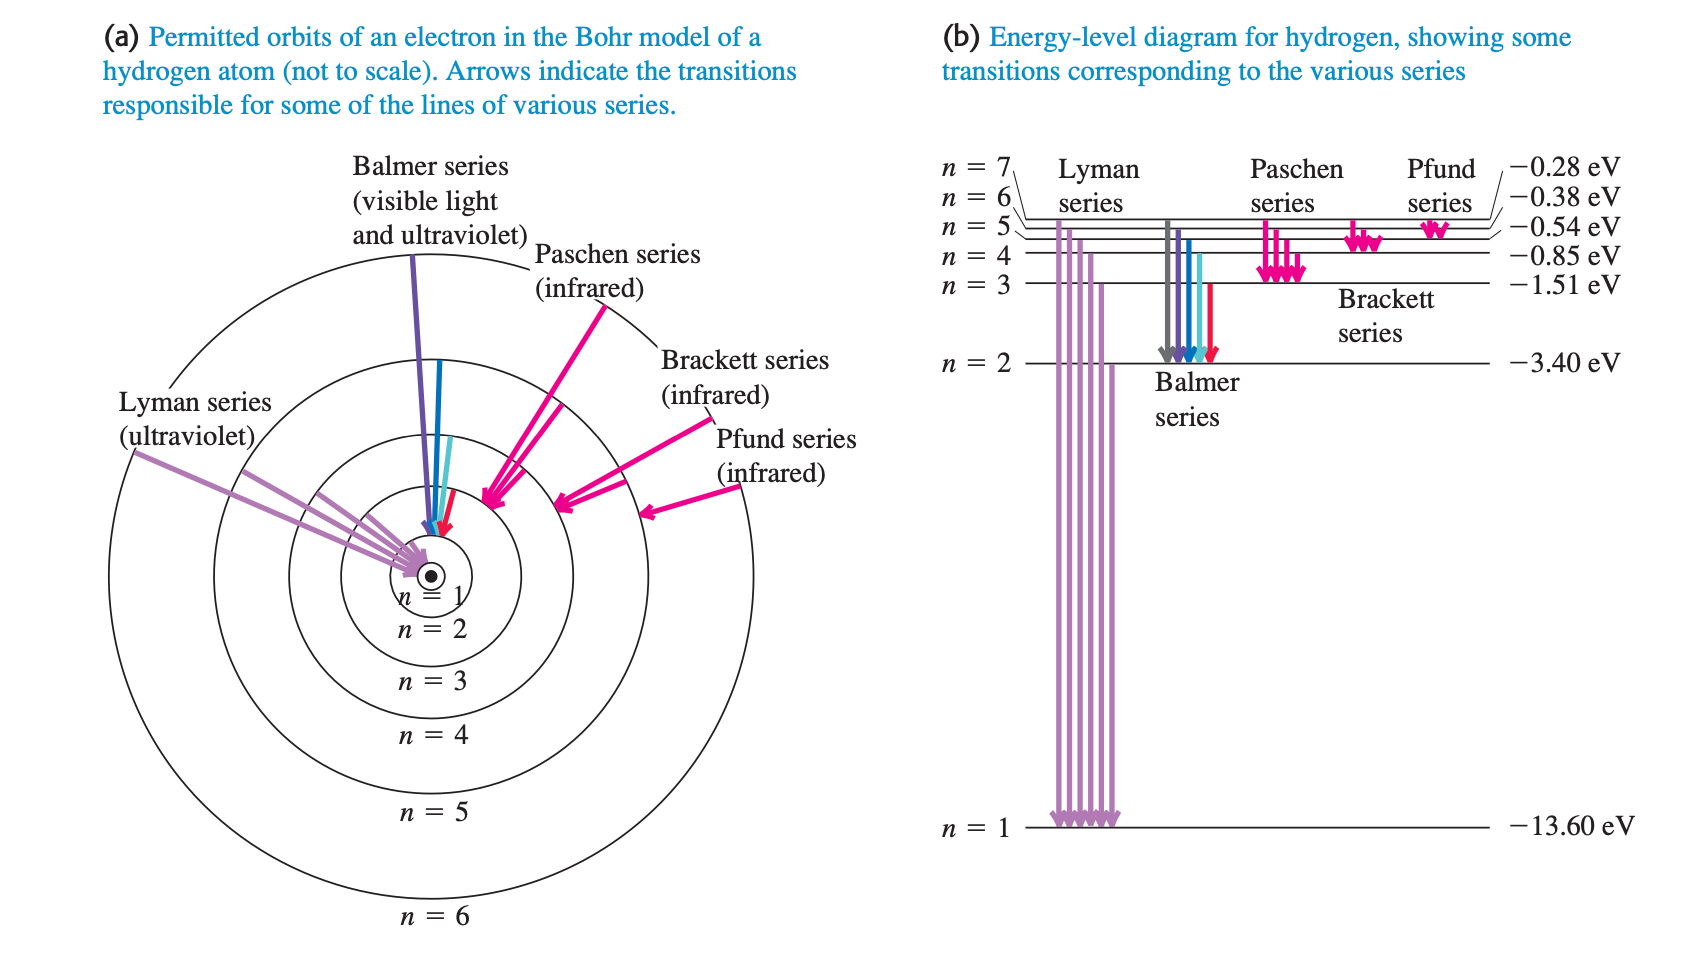 (a) Permitted orbits of an electron in the Bohr model of a
hydrogen atom (not to scale). Arrows indicate the transitions
responsible for some of the lines of various series.
Balmer series
(visible light
and ultraviolet)
Paschen series
(infrared)
Brackett series
(infrared)
Pfund series
(infrared)
Lyman series
(ultraviolet)
n = 1
n = 2
n = 3
n = 4
n = 5
n = 6
(b) Energy-level diagram for hydrogen, showing some
transitions corresponding to the various series
n = 7
n = 6
n = 5
n = 4
n = 3
n = 2
n = 1
Lyman
series
Balmer
series
Paschen
series
Brackett
series
Pfund
series
−0.28 eV
−0.38 eV
−0.54 eV
−0.85 eV
−1.51 eV
−3.40 eV
−13.60 eV